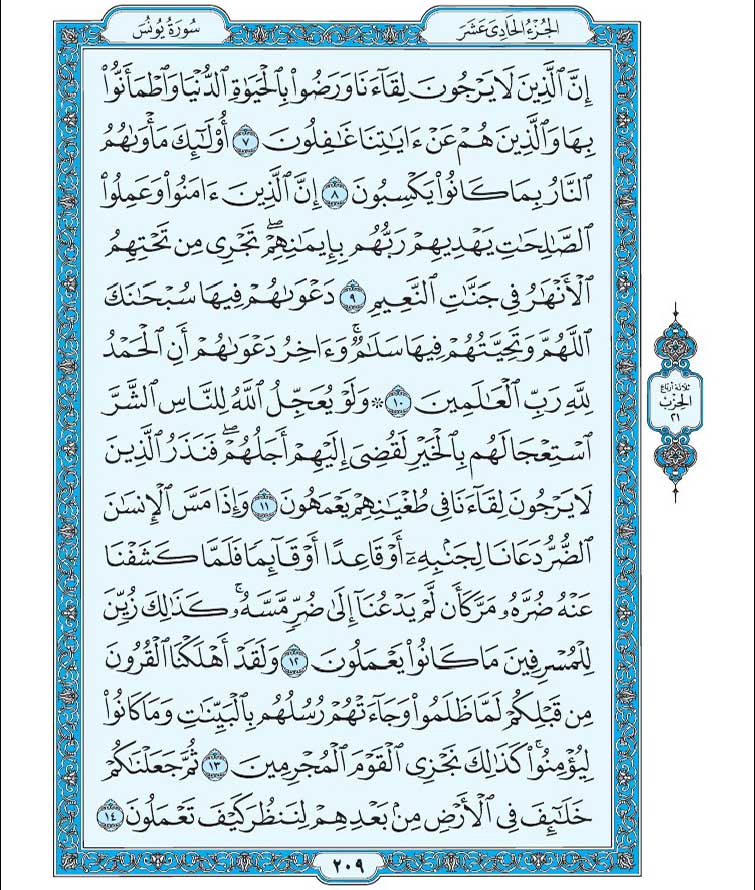 الجُزْءُ الحَادِىَ عَشَرَ
سُورَةُ يُونُسَ
إِنَّ ٱلَّذِينَ لَا يَرْجُونَ لِقَآءَنَا وَرَضُوا۟ بِٱلْحَيَوٰةِ ٱلدُّنْيَا وَٱطْمَأَنُّوا۟
بِهَا وَٱلَّذِينَ هُمْ عَنْ ءَايَٰتِنَا غَٰفِلُونَ ٧ أُو۟لَٰٓئِكَ مَأْوَىٰهُمُ
ٱلنَّارُ بِمَا كَانُوا۟ يَكْسِبُونَ ٨ إِنَّ ٱلَّذِينَ ءَامَنُوا۟ وَعَمِلُوا۟
ٱلصَّٰلِحَٰتِ يَهْدِيهِمْ رَبُّهُم بِإِيمَٰنِهِمْ ۖ تَجْرِى مِن تَحْتِهِمُ
ٱلْأَنْهَٰرُ فِى جَنَّٰتِ ٱلنَّعِيمِ ٩ دَعْوَىٰهُمْ فِيهَا سُبْحَٰنَكَ
ٱللَّهُمَّ وَتَحِيَّتُهُمْ فِيهَا سَلَٰمٌ ۚ وَءَاخِرُ دَعْوَىٰهُمْ أَنِ ٱلْحَمْدُ
لِلَّهِ رَبِّ ٱلْعَٰلَمِينَ ١٠ ۞ وَلَوْ يُعَجِّلُ ٱللَّهُ لِلنَّاسِ ٱلشَّرَّ
ٱسْتِعْجَالَهُم بِٱلْخَيْرِ لَقُضِىَ إِلَيْهِمْ أَجَلُهُمْ ۖ فَنَذَرُ ٱلَّذِينَ
لَا يَرْجُونَ لِقَآءَنَا فِى طُغْيَٰنِهِمْ يَعْمَهُونَ ١١ وَإِذَا مَسَّ ٱلْإِنسَٰنَ
ٱلضُّرُّ دَعَانَا لِجَنۢبِهِۦٓ أَوْ قَاعِدًا أَوْ قَآئِمًا فَلَمَّا كَشَفْنَا
عَنْهُ ضُرَّهُۥ مَرَّ كَأَن لَّمْ يَدْعُنَآ إِلَىٰ ضُرٍّ مَّسَّهُۥ ۚ كَذَٰلِكَ زُيِّنَ
لِلْمُسْرِفِينَ مَا كَانُوا۟ يَعْمَلُونَ ١٢ وَلَقَدْ أَهْلَكْنَا ٱلْقُرُونَ
مِن قَبْلِكُمْ لَمَّا ظَلَمُوا۟ وَجَآءَتْهُمْ رُسُلُهُم بِٱلْبَيِّنَٰتِ وَمَا كَانُوا۟
لِيُؤْمِنُوا۟ ۚ كَذَٰلِكَ نَجْزِى ٱلْقَوْمَ ٱلْمُجْرِمِينَ ١٣ ثُمَّ جَعَلْنَٰكُمْ
خَلَٰٓئِفَ فِى ٱلْأَرْضِ مِنۢ بَعْدِهِمْ لِنَنظُرَ كَيْفَ تَعْمَلُونَ ١٤
ثلاثة أرباع
الحزب
٢١
٢٠٩